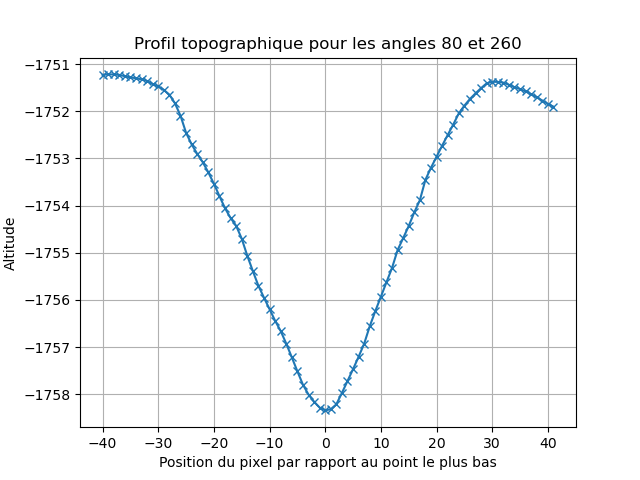 Profil topographique pour les angles 80 et 260
−1751
−1752
−1753
−1754
−1755
−1756
−1757
−1758
Altitude
−40 −30 −20 −10 0 10 20 30 40
Position du pixel par rapport au point le plus bas